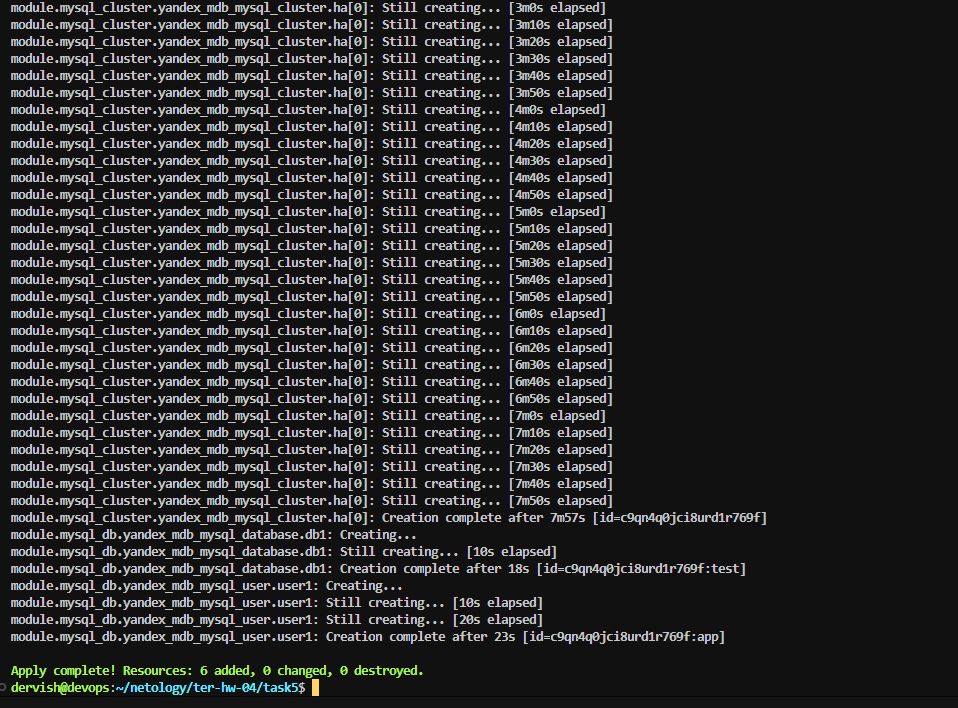 module.mysql_cluster.yandex_mdb_mysql_cluster.ha[0]: Still creating... [3m0s elapsed]
module.mysql_cluster.yandex_mdb_mysql_cluster.ha[0]: Still creating... [3m10s elapsed]
module.mysql_cluster.yandex_mdb_mysql_cluster.ha[0]: Still creating... [3m20s elapsed]
module.mysql_cluster.yandex_mdb_mysql_cluster.ha[0]: Still creating... [3m30s elapsed]
module.mysql_cluster.yandex_mdb_mysql_cluster.ha[0]: Still creating... [3m40s elapsed]
module.mysql_cluster.yandex_mdb_mysql_cluster.ha[0]: Still creating... [3m50s elapsed]
module.mysql_cluster.yandex_mdb_mysql_cluster.ha[0]: Still creating... [4m0s elapsed]
module.mysql_cluster.yandex_mdb_mysql_cluster.ha[0]: Still creating... [4m10s elapsed]
module.mysql_cluster.yandex_mdb_mysql_cluster.ha[0]: Still creating... [4m20s elapsed]
module.mysql_cluster.yandex_mdb_mysql_cluster.ha[0]: Still creating... [4m30s elapsed]
module.mysql_cluster.yandex_mdb_mysql_cluster.ha[0]: Still creating... [4m40s elapsed]
module.mysql_cluster.yandex_mdb_mysql_cluster.ha[0]: Still creating... [4m50s elapsed]
module.mysql_cluster.yandex_mdb_mysql_cluster.ha[0]: Still creating... [5m0s elapsed]
module.mysql_cluster.yandex_mdb_mysql_cluster.ha[0]: Still creating... [5m10s elapsed]
module.mysql_cluster.yandex_mdb_mysql_cluster.ha[0]: Still creating... [5m20s elapsed]
module.mysql_cluster.yandex_mdb_mysql_cluster.ha[0]: Still creating... [5m30s elapsed]
module.mysql_cluster.yandex_mdb_mysql_cluster.ha[0]: Still creating... [5m40s elapsed]
module.mysql_cluster.yandex_mdb_mysql_cluster.ha[0]: Still creating... [5m50s elapsed]
module.mysql_cluster.yandex_mdb_mysql_cluster.ha[0]: Still creating... [6m0s elapsed]
module.mysql_cluster.yandex_mdb_mysql_cluster.ha[0]: Still creating... [6m10s elapsed]
module.mysql_cluster.yandex_mdb_mysql_cluster.ha[0]: Still creating... [6m20s elapsed]
module.mysql_cluster.yandex_mdb_mysql_cluster.ha[0]: Still creating... [6m30s elapsed]
module.mysql_cluster.yandex_mdb_mysql_cluster.ha[0]: Still creating... [6m40s elapsed]
module.mysql_cluster.yandex_mdb_mysql_cluster.ha[0]: Still creating... [6m50s elapsed]
module.mysql_cluster.yandex_mdb_mysql_cluster.ha[0]: Still creating... [7m0s elapsed]
module.mysql_cluster.yandex_mdb_mysql_cluster.ha[0]: Still creating... [7m10s elapsed]
module.mysql_cluster.yandex_mdb_mysql_cluster.ha[0]: Still creating... [7m20s elapsed]
module.mysql_cluster.yandex_mdb_mysql_cluster.ha[0]: Still creating... [7m30s elapsed]
module.mysql_cluster.yandex_mdb_mysql_cluster.ha[0]: Still creating... [7m40s elapsed]
module.mysql_cluster.yandex_mdb_mysql_cluster.ha[0]: Still creating... [7m50s elapsed]
module.mysql_cluster.yandex_mdb_mysql_cluster.ha[0]: Creation complete after 7m57s [id=c9qn4q0jci8urd1r769f]
module.mysql_db.yandex_mdb_mysql_database.db1: Creating...
module.mysql_db.yandex_mdb_mysql_database.db1: Still creating... [10s elapsed]
module.mysql_db.yandex_mdb_mysql_database.db1: Creation complete after 18s [id=c9qn4q0jci8urd1r769f:test]
module.mysql_db.yandex_mdb_mysql_user.user1: Creating...
module.mysql_db.yandex_mdb_mysql_user.user1: Still creating... [10s elapsed]
module.mysql_db.yandex_mdb_mysql_user.user1: Still creating... [20s elapsed]
module.mysql_db.yandex_mdb_mysql_user.user1: Creation complete after 23s [id=c9qn4q0jci8urd1r769f:app]
Apply complete! Resources: 6 added, 0 changed, 0 destroyed.
dervish@devops:~/netology/ter-hw-04/task5$